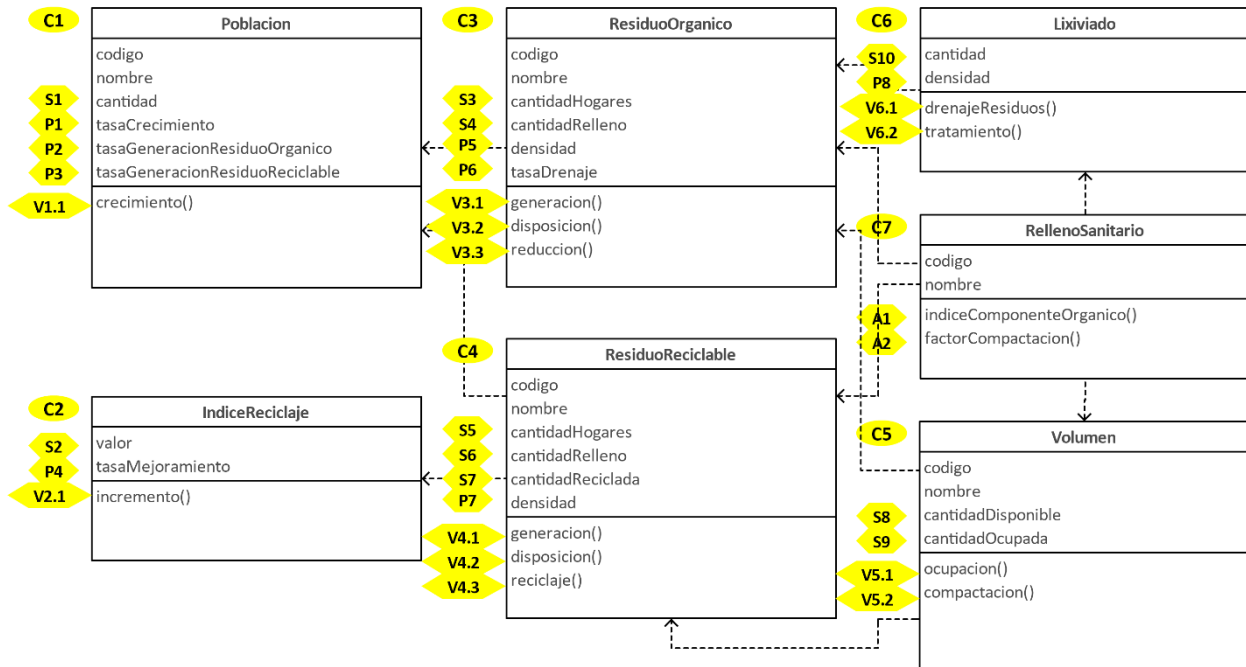 C1
Poblacion
codigo
nombre
S1 cantidad
P1 tasaCrecimiento
P2 tasaGeneracionResiduoOrganico
P3 tasaGeneracionResiduoReciclable
V1.1 crecimiento()
C2
IndiceReciclaje
S2 valor
P4 tasaMejoramiento
V2.1 incremento()
C3
ResiduoOrganico
codigo
nombre
S3 cantidadHogares
S4 cantidadRelleno
P5 densidad
P6 tasaDrenaje
V3.1 generacion()
V3.2 disposicion()
V3.3 reduccion()
C4
ResiduoReciclable
codigo
nombre
S5 cantidadHogares
S6 cantidadRelleno
S7 cantidadReciclada
P7 densidad
V4.1 generacion()
V4.2 disposicion()
V4.3 reciclaje()
C6
Lixiviado
S10 cantidad
P8 densidad
V6.1 drenajeResiduos()
V6.2 tratamiento()
C7
RellenoSanitario
codigo
nombre
A1 indiceComponenteOrganico()
A2 factorCompactacion()
C5
Volumen
codigo
nombre
S8 cantidadDisponible
S9 cantidadOcupada
V5.1 ocupacion()
V5.2 compactacion()